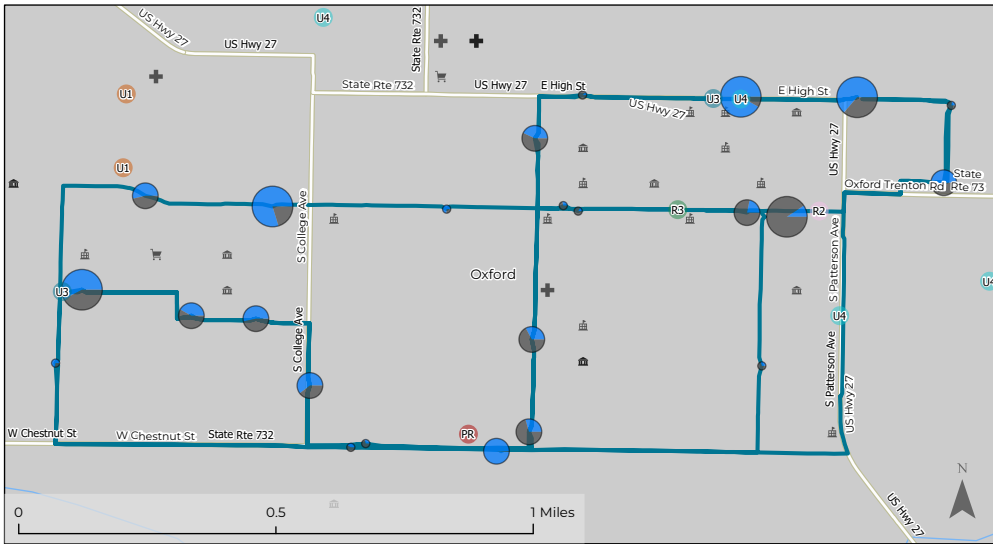 U4
US Hwy 27
US Hwy 27
State Rte 732
State Rte 732
US Hwy 27
E High St
U1
U3
U4
E High St
US Hwy 27
US Hwy 27
U1
State
Oxford Trenton Rd
Rte 73
S College Ave
R3
R2
Oxford
S Patterson Ave
U3
U4
U4
S College Ave
S Patterson Ave
US Hwy 27
W Chestnut St
W Chestnut St
State Rte 732
PR
N
US Hwy 27
0
0.5
1 Miles